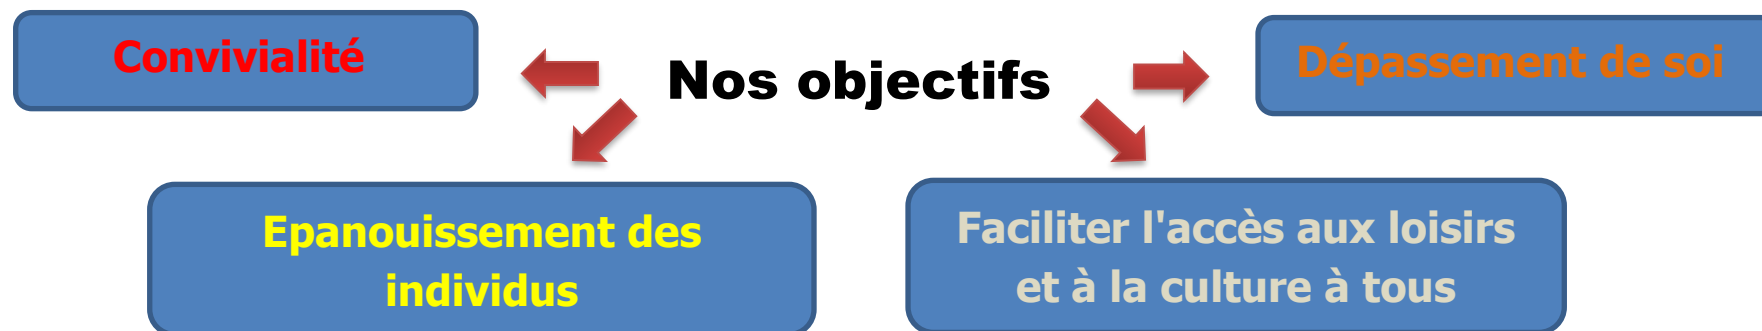 Convivialité
Nos objectifs
Dépassement de soi
Epanouissement des
individus
Faciliter l'accès aux loisirs
et à la culture à tous